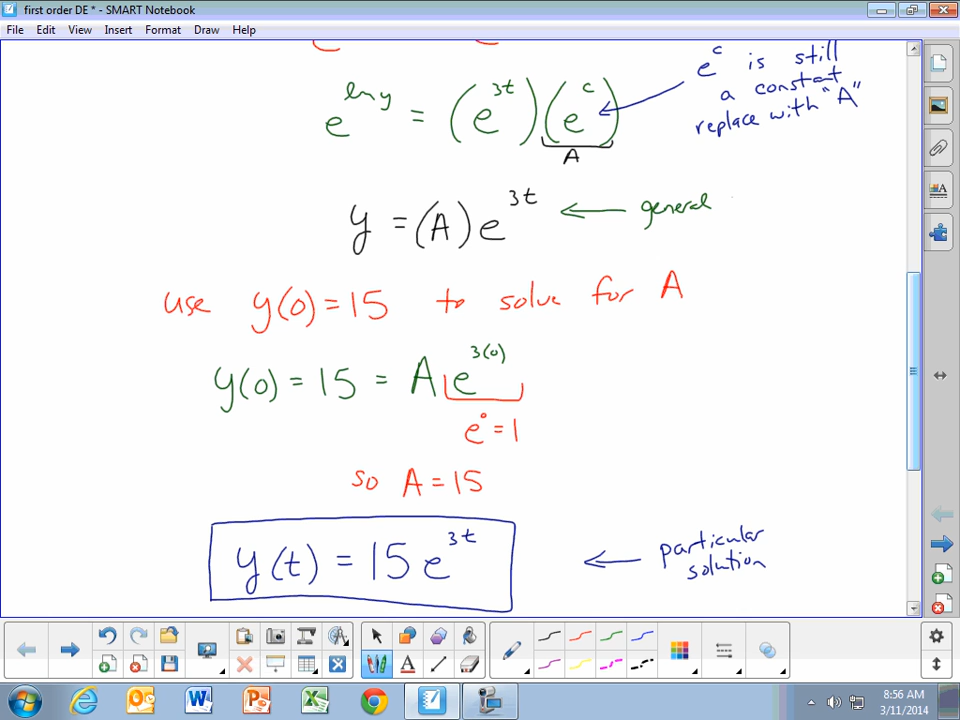 first order DE * - SMART Notebook
File Edit View Insert Format Draw Help
e^c is still
a constant
replace with "A"
e^(ln y) = (e^(3t)) (e^c)
A
y = (A) e^(3t) ← general
use y(0) = 15 to solve for A
y(0) = 15 = A e^(3(0))
e^0 = 1
so A = 15
y(t) = 15 e^(3t) ← particular
solution
8:56 AM
3/11/2014